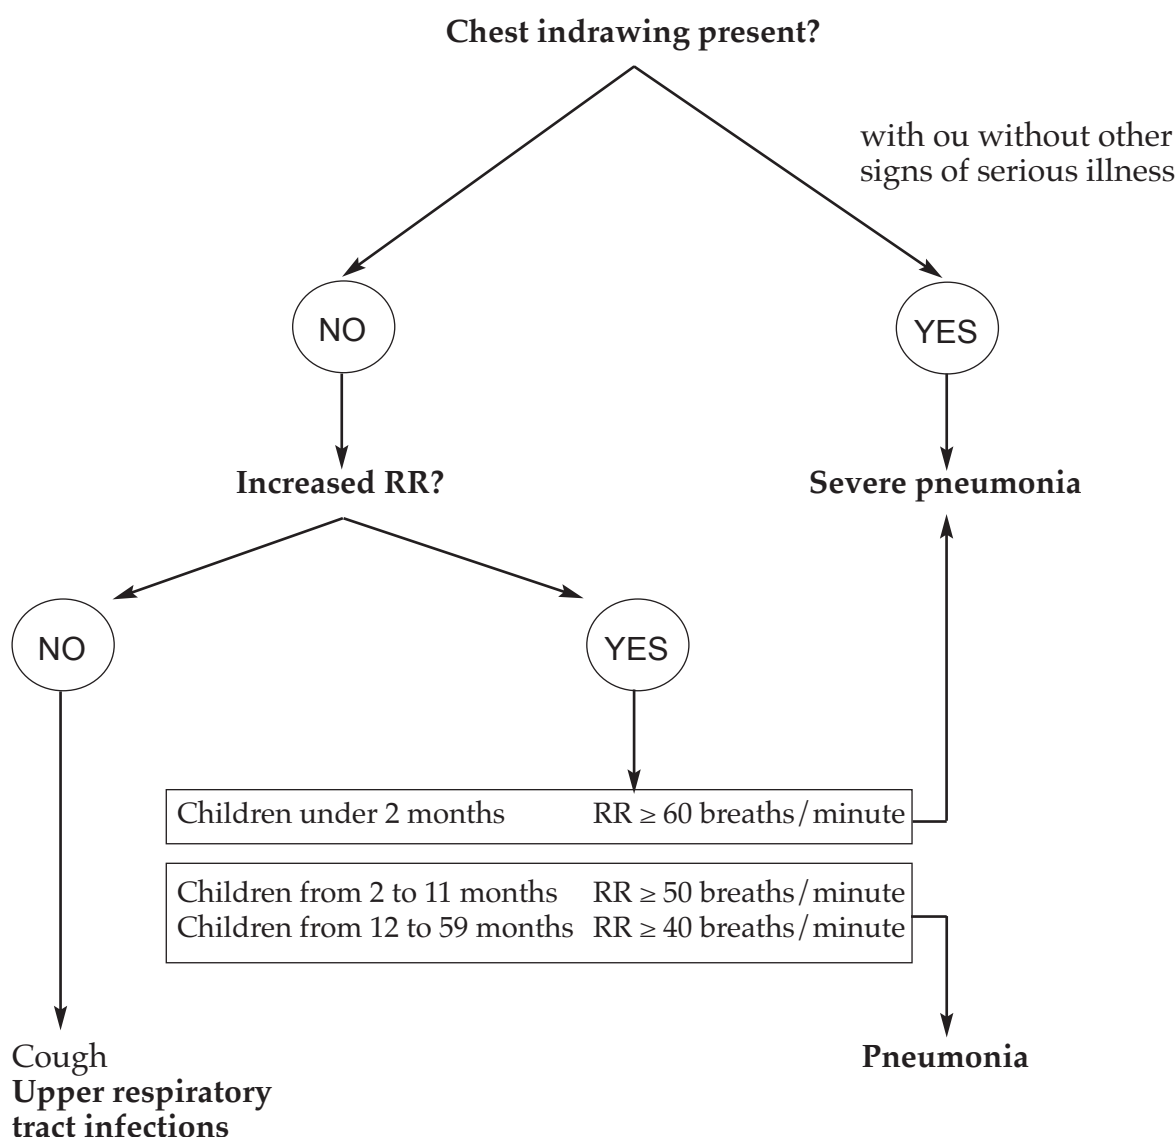 Chest indrawing present?
with ou without other
signs of serious illness
NO
YES
Increased RR?
Severe pneumonia
NO
YES
Children under 2 months RR ≥ 60 breaths/minute
Children from 2 to 11 months RR ≥ 50 breaths/minute
Children from 12 to 59 months RR ≥ 40 breaths/minute
Cough
Upper respiratory
tract infections
Pneumonia